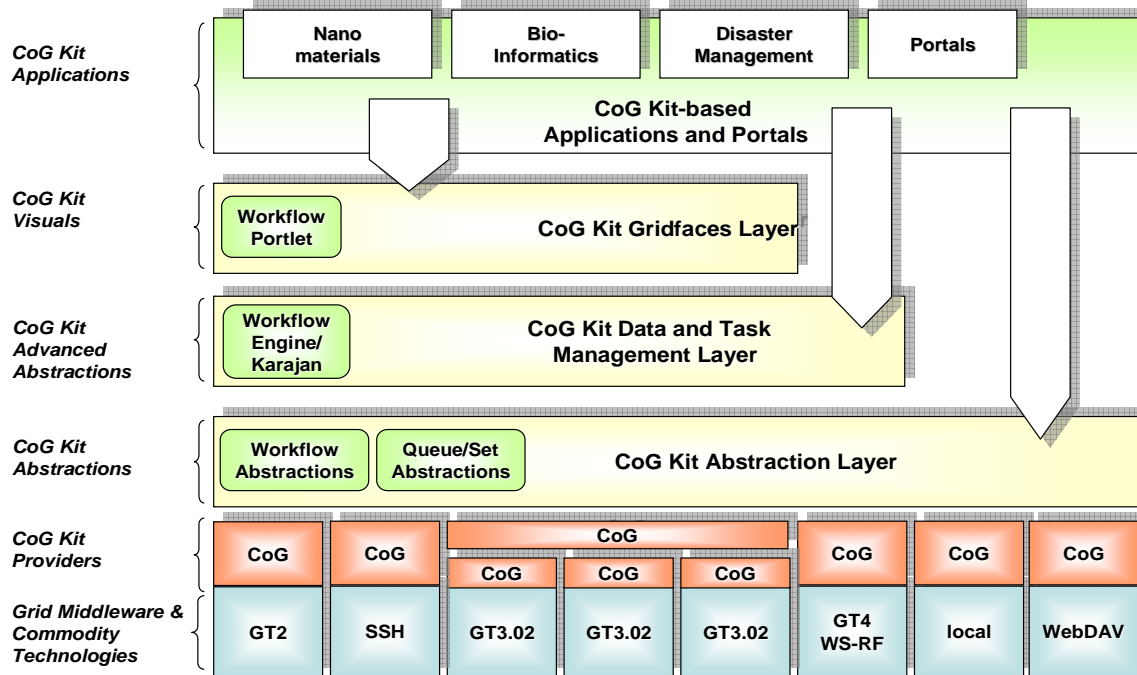 CoG Kit
Applications
Nano
materials
Bio-
Informatics
Disaster
Management
Portals
CoG Kit-based
Applications and Portals
CoG Kit
Visuals
Workflow
Portlet
CoG Kit Gridfaces Layer
CoG Kit
Advanced
Abstractions
Workflow
Engine/
Karajan
CoG Kit Data and Task
Management Layer
CoG Kit
Abstractions
Workflow
Abstractions
Queue/Set
Abstractions
CoG Kit Abstraction Layer
CoG Kit
Providers
CoG
CoG
CoG
CoG
CoG
CoG
CoG
CoG
CoG
Grid Middleware &
Commodity
Technologies
GT2
SSH
GT3.02
GT3.02
GT3.02
GT4
WS-RF
local
WebDAV